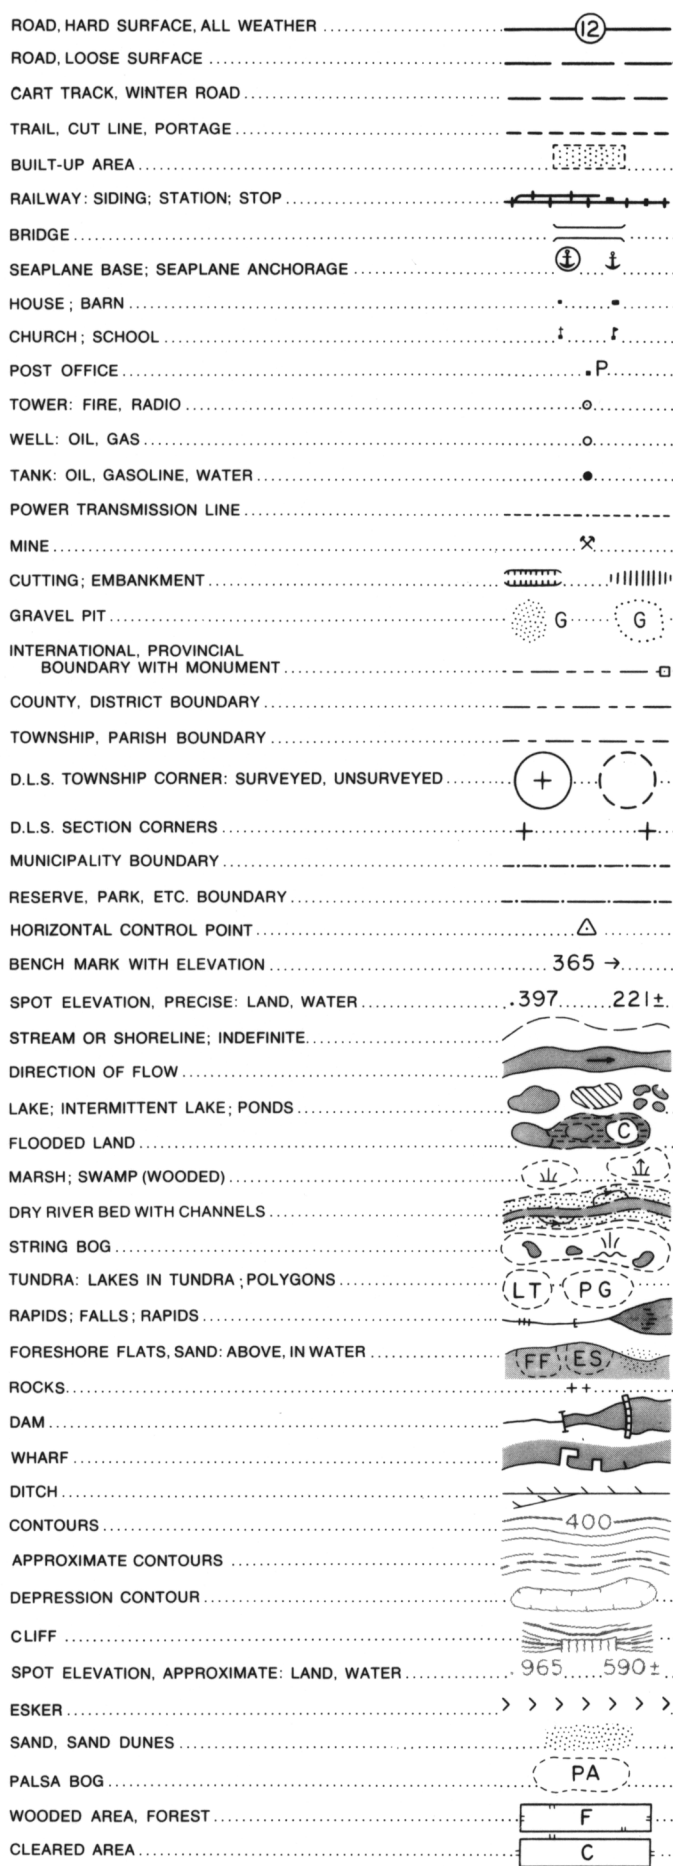 ROAD, HARD SURFACE, ALL WEATHER 12
ROAD, LOOSE SURFACE
CART TRACK, WINTER ROAD
TRAIL, CUT LINE, PORTAGE
BUILT-UP AREA
RAILWAY: SIDING; STATION; STOP
BRIDGE
SEAPLANE BASE; SEAPLANE ANCHORAGE
HOUSE; BARN
CHURCH; SCHOOL
POST OFFICE P
TOWER: FIRE, RADIO
WELL: OIL, GAS
TANK: OIL, GASOLINE, WATER
POWER TRANSMISSION LINE
MINE
CUTTING; EMBANKMENT
GRAVEL PIT G G
INTERNATIONAL, PROVINCIAL
BOUNDARY WITH MONUMENT
COUNTY, DISTRICT BOUNDARY
TOWNSHIP, PARISH BOUNDARY
D.L.S. TOWNSHIP CORNER: SURVEYED, UNSURVEYED
D.L.S. SECTION CORNERS
MUNICIPALITY BOUNDARY
RESERVE, PARK, ETC. BOUNDARY
HORIZONTAL CONTROL POINT
BENCH MARK WITH ELEVATION 365 →
SPOT ELEVATION, PRECISE: LAND, WATER .397 221±
STREAM OR SHORELINE; INDEFINITE
DIRECTION OF FLOW
LAKE; INTERMITTENT LAKE; PONDS
FLOODED LAND C
MARSH; SWAMP (WOODED)
DRY RIVER BED WITH CHANNELS
STRING BOG
TUNDRA: LAKES IN TUNDRA; POLYGONS LT PG
RAPIDS; FALLS; RAPIDS
FORESHORE FLATS, SAND: ABOVE, IN WATER FF ES
ROCKS
DAM
WHARF
DITCH
CONTOURS 400
APPROXIMATE CONTOURS
DEPRESSION CONTOUR
CLIFF
SPOT ELEVATION, APPROXIMATE: LAND, WATER .965 590±
ESKER
SAND, SAND DUNES
PALSA BOG PA
WOODED AREA, FOREST F
CLEARED AREA C